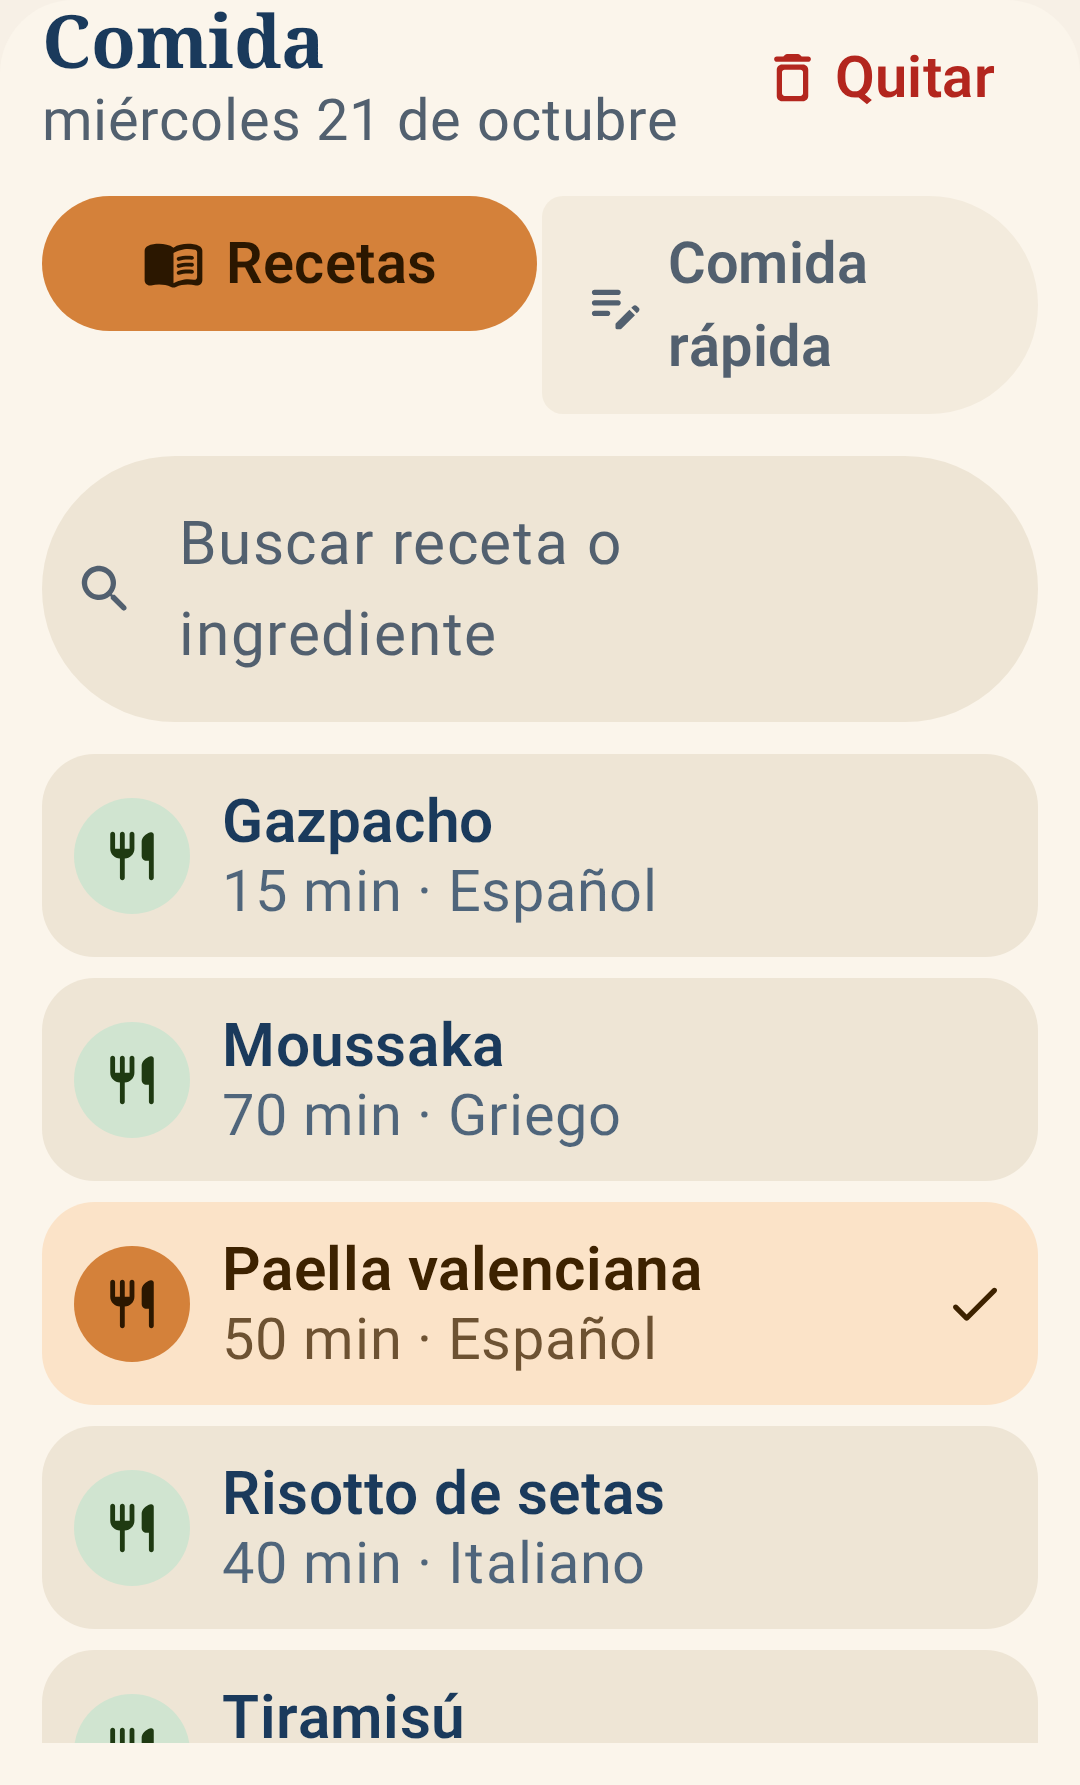 Comida
miércoles 21 de octubre
Quitar
Recetas
Comida
rápida
Buscar receta o
ingrediente
Gazpacho
15 min · Español
Moussaka
70 min · Griego
Paella valenciana
50 min · Español
Risotto de setas
40 min · Italiano
Tiramisú